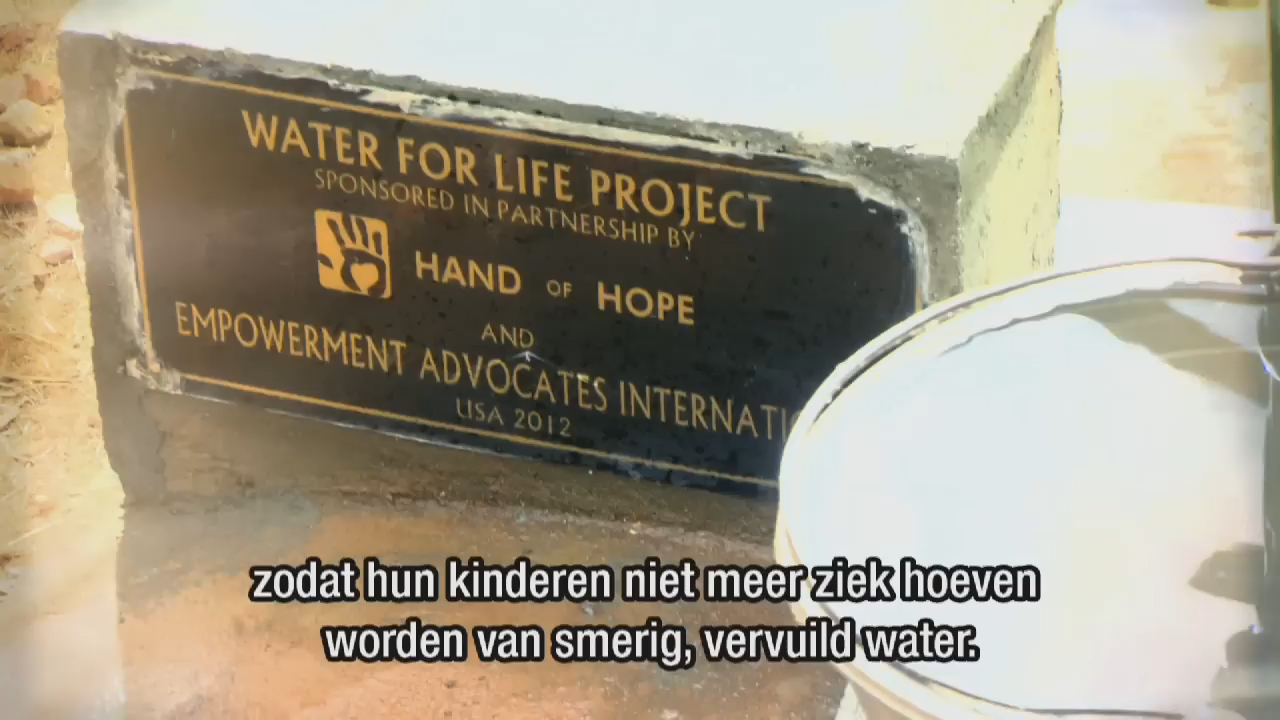 WATER FOR LIFE PROJECT
SPONSORED IN PARTNERSHIP BY
HAND OF HOPE
AND
EMPOWERMENT ADVOCATES
USA 2012
zodat hun kinderen niet meer ziek hoeven
worden van smerig, vervuild water.